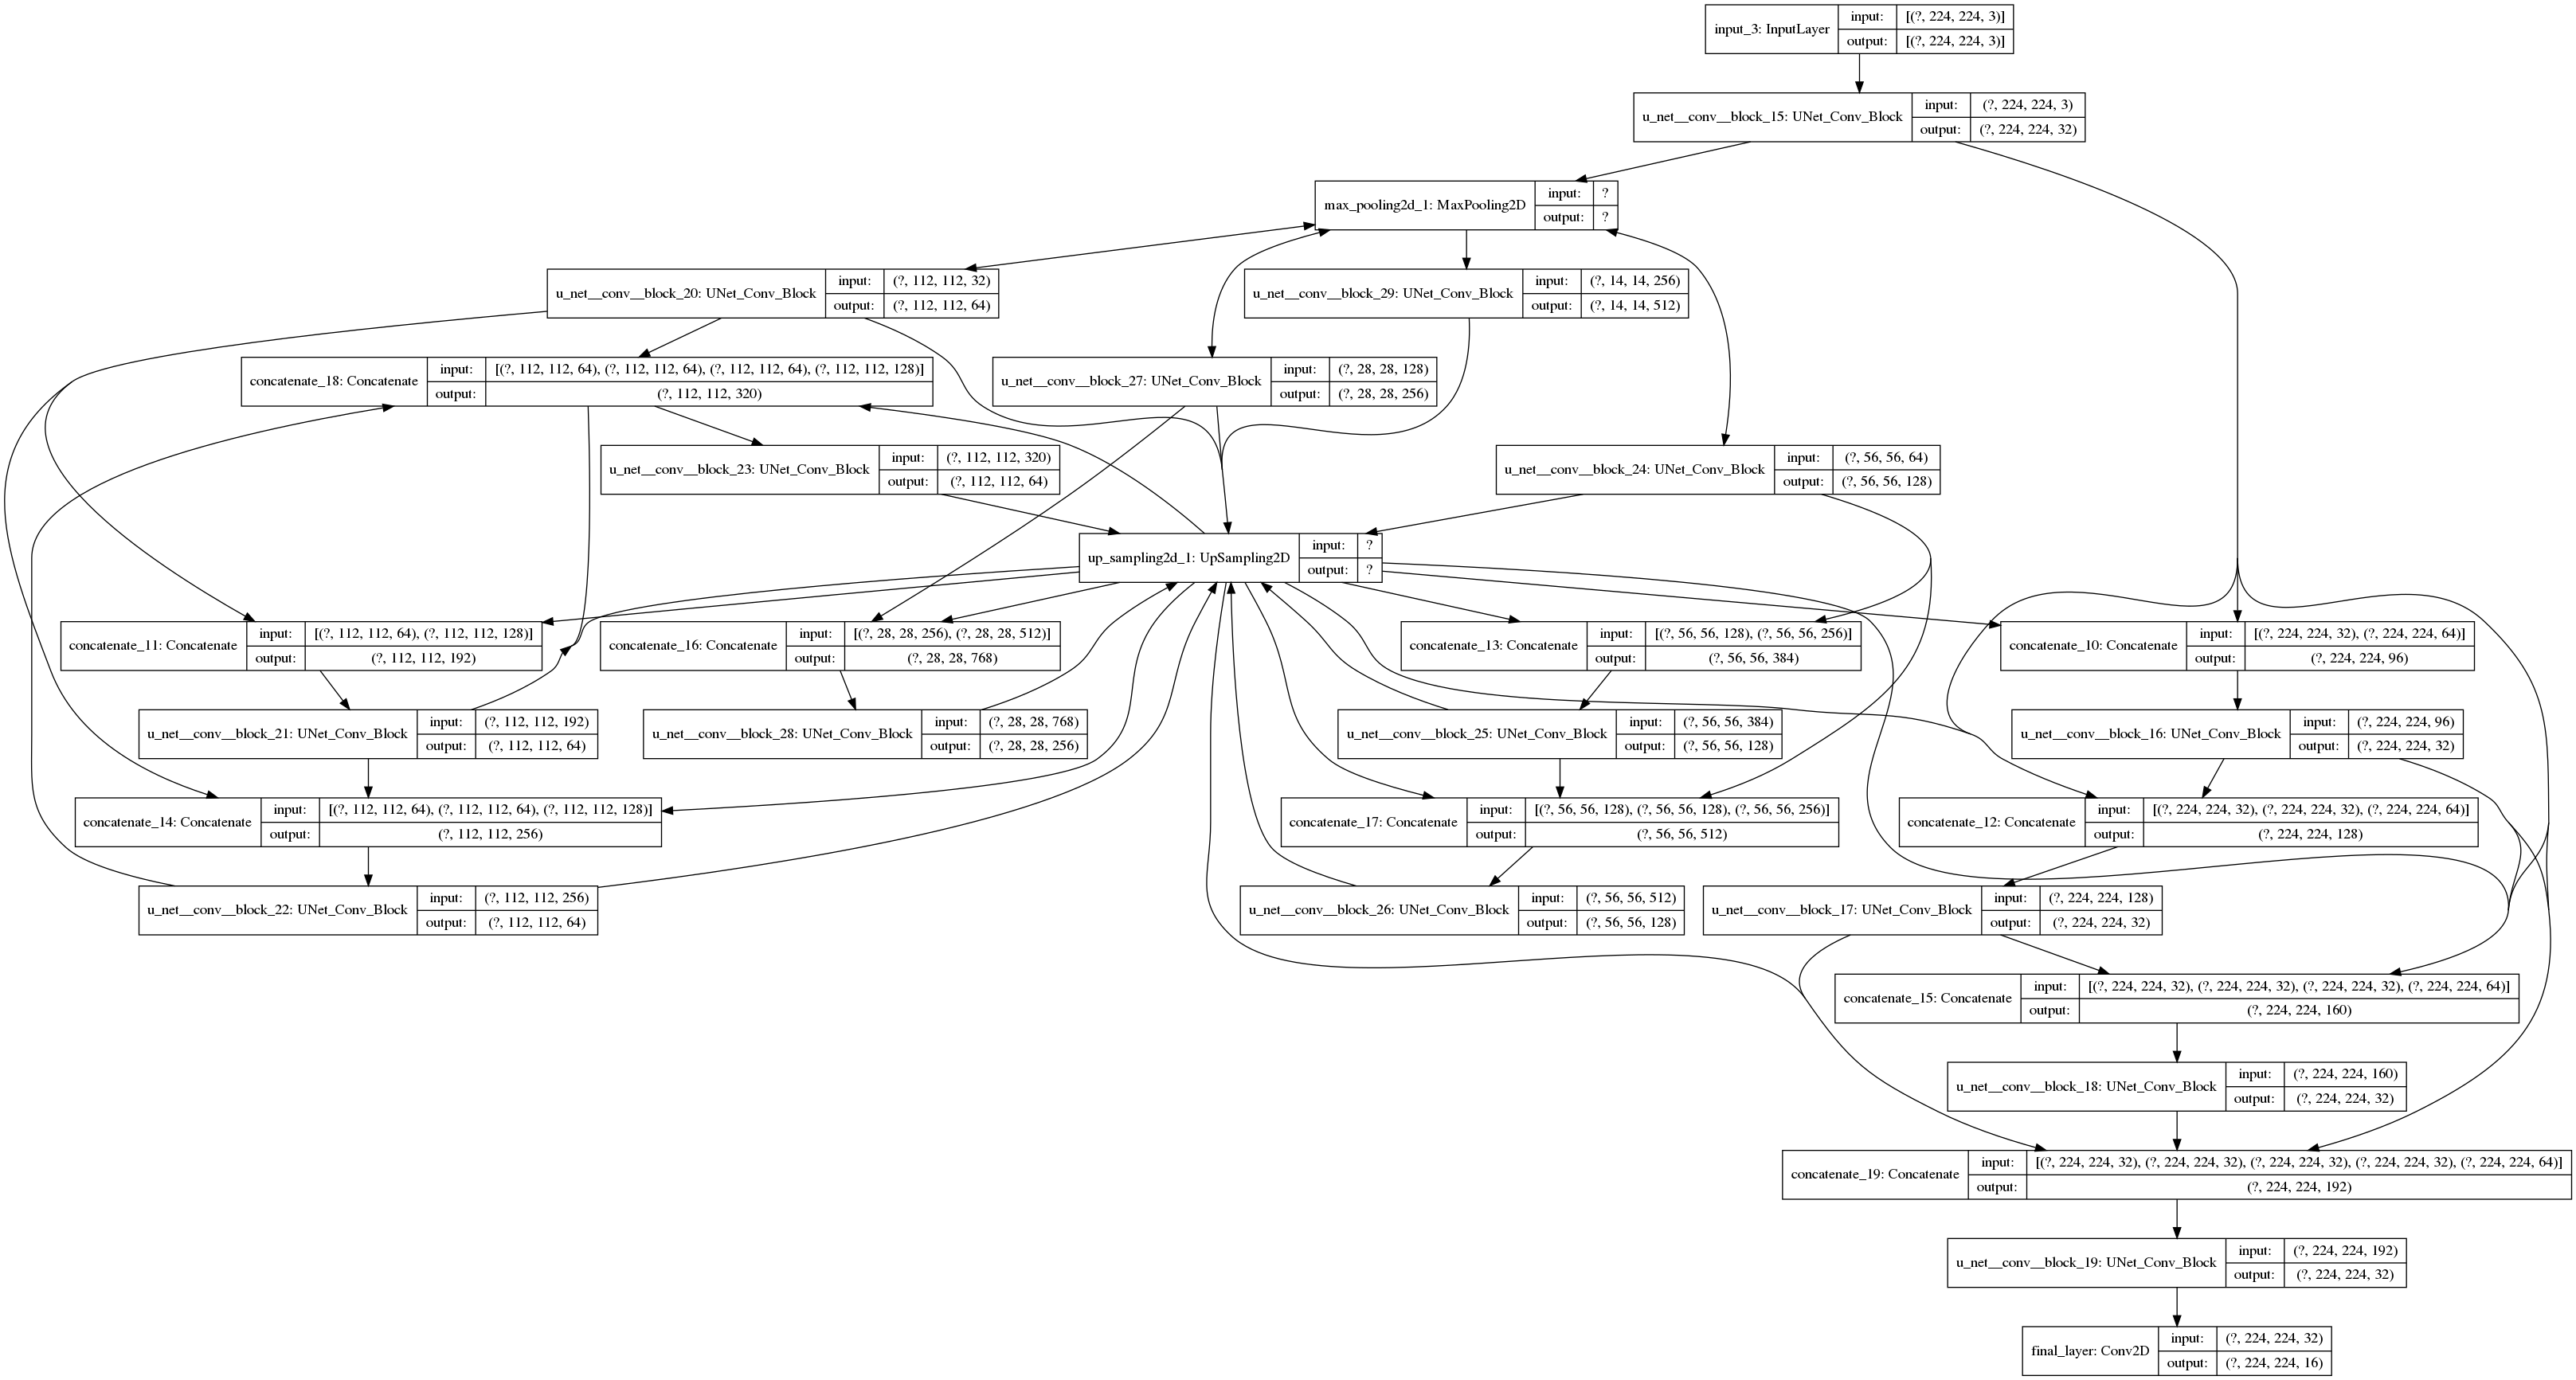 input_3: InputLayer
input: [(?, 224, 224, 3)]
output: [(?, 224, 224, 3)]
u_net__conv__block_15: UNet_Conv_Block
input: (?, 224, 224, 3)
output: (?, 224, 224, 32)
max_pooling2d_1: MaxPooling2D
input: ?
output: ?
u_net__conv__block_20: UNet_Conv_Block
input: (?, 112, 112, 32)
output: (?, 112, 112, 64)
u_net__conv__block_29: UNet_Conv_Block
input: (?, 14, 14, 256)
output: (?, 14, 14, 512)
concatenate_18: Concatenate
input: [(?, 112, 112, 64), (?, 112, 112, 64), (?, 112, 112, 64), (?, 112, 112, 128)]
output: (?, 112, 112, 320)
u_net__conv__block_27: UNet_Conv_Block
input: (?, 28, 28, 128)
output: (?, 28, 28, 256)
u_net__conv__block_23: UNet_Conv_Block
input: (?, 112, 112, 320)
output: (?, 112, 112, 64)
u_net__conv__block_24: UNet_Conv_Block
input: (?, 56, 56, 64)
output: (?, 56, 56, 128)
up_sampling2d_1: UpSampling2D
input: ?
output: ?
concatenate_11: Concatenate
input: [(?, 112, 112, 64), (?, 112, 112, 128)]
output: (?, 112, 112, 192)
concatenate_16: Concatenate
input: [(?, 28, 28, 256), (?, 28, 28, 512)]
output: (?, 28, 28, 768)
concatenate_13: Concatenate
input: [(?, 56, 56, 128), (?, 56, 56, 256)]
output: (?, 56, 56, 384)
concatenate_10: Concatenate
input: [(?, 224, 224, 32), (?, 224, 224, 64)]
output: (?, 224, 224, 96)
u_net__conv__block_21: UNet_Conv_Block
input: (?, 112, 112, 192)
output: (?, 112, 112, 64)
u_net__conv__block_28: UNet_Conv_Block
input: (?, 28, 28, 768)
output: (?, 28, 28, 256)
u_net__conv__block_25: UNet_Conv_Block
input: (?, 56, 56, 384)
output: (?, 56, 56, 128)
u_net__conv__block_16: UNet_Conv_Block
input: (?, 224, 224, 96)
output: (?, 224, 224, 32)
concatenate_14: Concatenate
input: [(?, 112, 112, 64), (?, 112, 112, 64), (?, 112, 112, 128)]
output: (?, 112, 112, 256)
concatenate_17: Concatenate
input: [(?, 56, 56, 128), (?, 56, 56, 128), (?, 56, 56, 256)]
output: (?, 56, 56, 512)
concatenate_12: Concatenate
input: [(?, 224, 224, 32), (?, 224, 224, 32), (?, 224, 224, 64)]
output: (?, 224, 224, 128)
u_net__conv__block_22: UNet_Conv_Block
input: (?, 112, 112, 256)
output: (?, 112, 112, 64)
u_net__conv__block_26: UNet_Conv_Block
input: (?, 56, 56, 512)
output: (?, 56, 56, 128)
u_net__conv__block_17: UNet_Conv_Block
input: (?, 224, 224, 128)
output: (?, 224, 224, 32)
concatenate_15: Concatenate
input: [(?, 224, 224, 32), (?, 224, 224, 32), (?, 224, 224, 32), (?, 224, 224, 64)]
output: (?, 224, 224, 160)
u_net__conv__block_18: UNet_Conv_Block
input: (?, 224, 224, 160)
output: (?, 224, 224, 32)
concatenate_19: Concatenate
input: [(?, 224, 224, 32), (?, 224, 224, 32), (?, 224, 224, 32), (?, 224, 224, 32), (?, 224, 224, 64)]
output: (?, 224, 224, 192)
u_net__conv__block_19: UNet_Conv_Block
input: (?, 224, 224, 192)
output: (?, 224, 224, 32)
final_layer: Conv2D
input: (?, 224, 224, 32)
output: (?, 224, 224, 16)